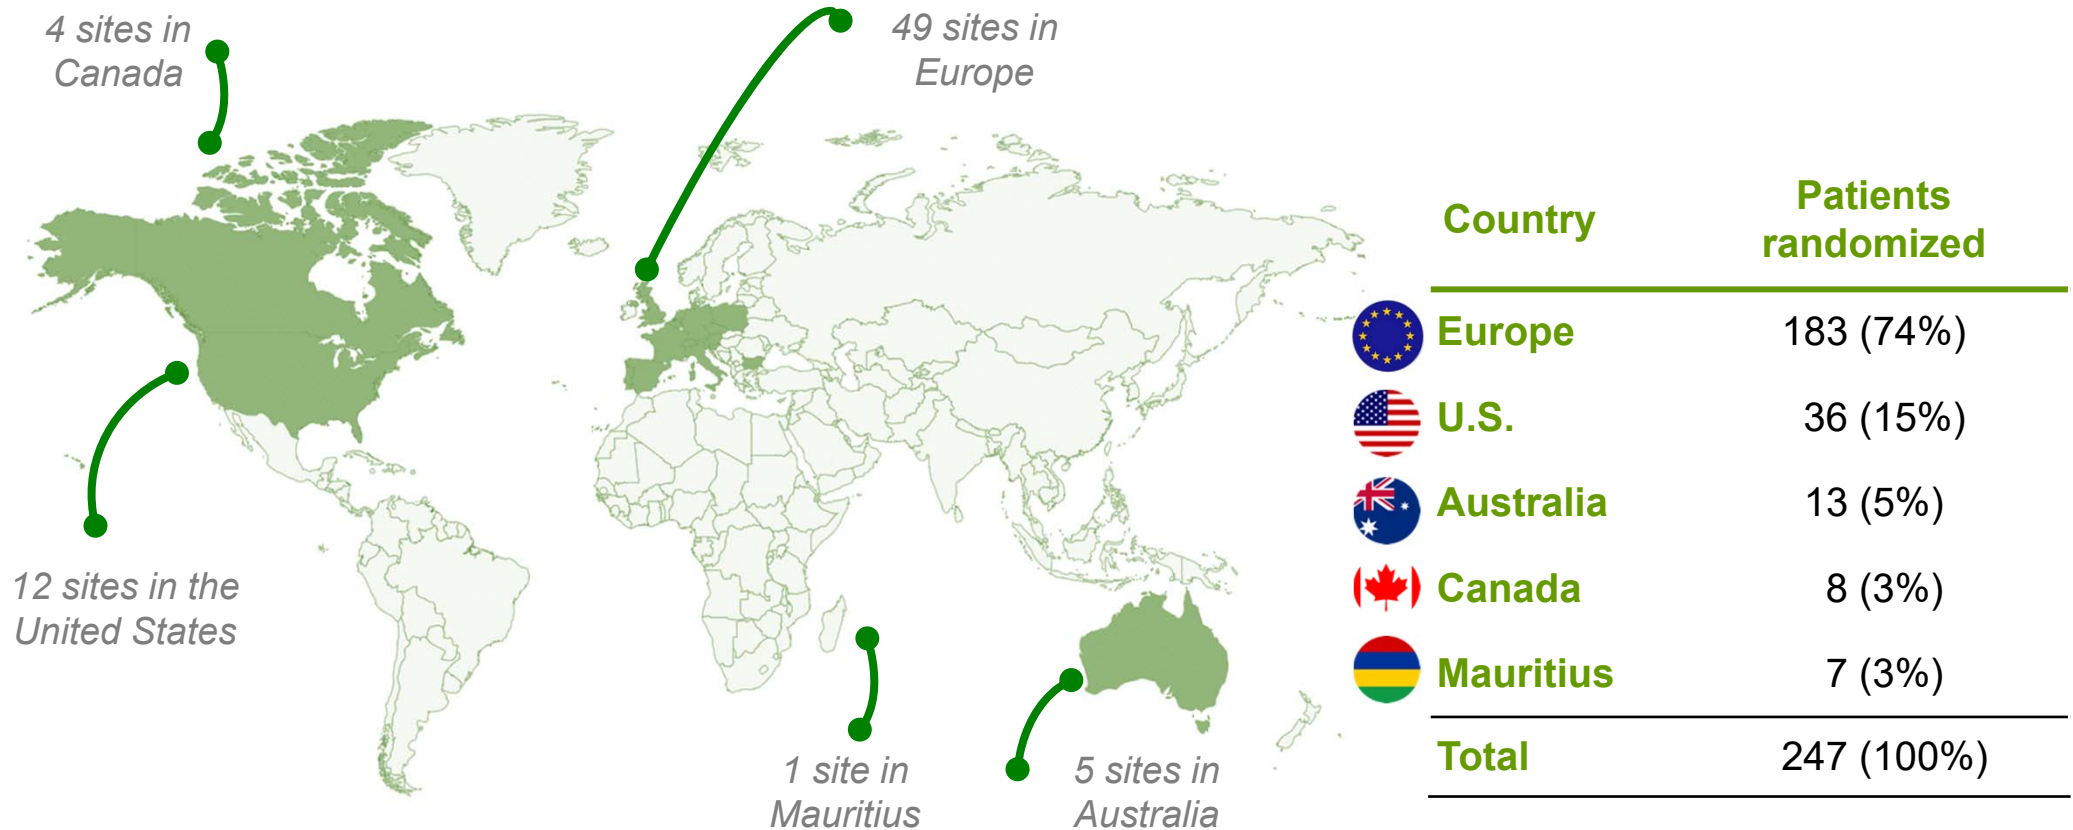 4 sites in
Canada
49 sites in
Europe
12 sites in the
United States
1 site in
Mauritius
5 sites in
Australia
Country Patients
randomized
Europe 183 (74%)
U.S. 36 (15%)
Australia 13 (5%)
Canada 8 (3%)
Mauritius 7 (3%)
Total 247 (100%)